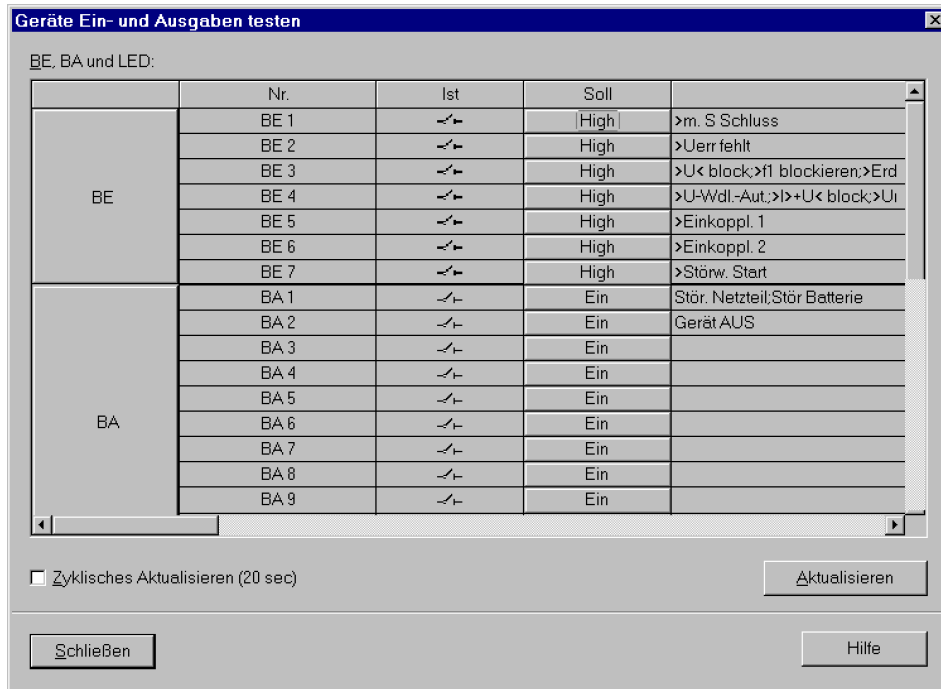 Geräte Ein- und Ausgaben testen
BE, BA und LED:
Nr. Ist Soll
BE
BE 1 High >m. S Schluss
BE 2 High >Uerr fehlt
BE 3 High >U< block;>f1 blockieren;>Erd
BE 4 High >U-Wdl.-Aut.;>I>+U< block;>U
BE 5 High >Einkoppl. 1
BE 6 High >Einkoppl. 2
BE 7 High >Störw. Start
BA
BA 1 Ein Stör. Netzteil;Stör Batterie
BA 2 Ein Gerät AUS
BA 3 Ein
BA 4 Ein
BA 5 Ein
BA 6 Ein
BA 7 Ein
BA 8 Ein
BA 9 Ein
Zyklisches Aktualisieren (20 sec)
Aktualisieren
Schließen
Hilfe